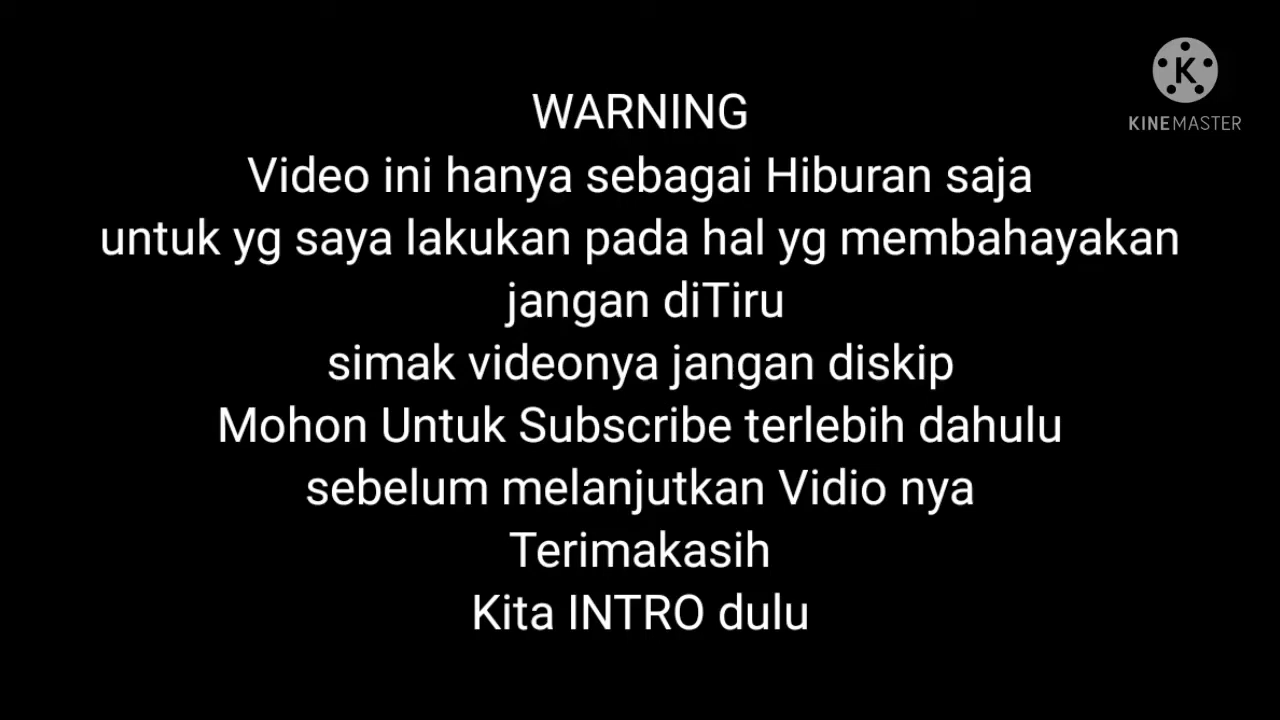 WARNING
Video ini hanya sebagai Hiburan saja
untuk yg saya lakukan pada hal yg membahayakan
jangan diTiru
simak videonya jangan diskip
Mohon Untuk Subscribe terlebih dahulu
sebelum melanjutkan Vidio nya
Terimakasih
Kita INTRO dulu
K
KINEMASTER